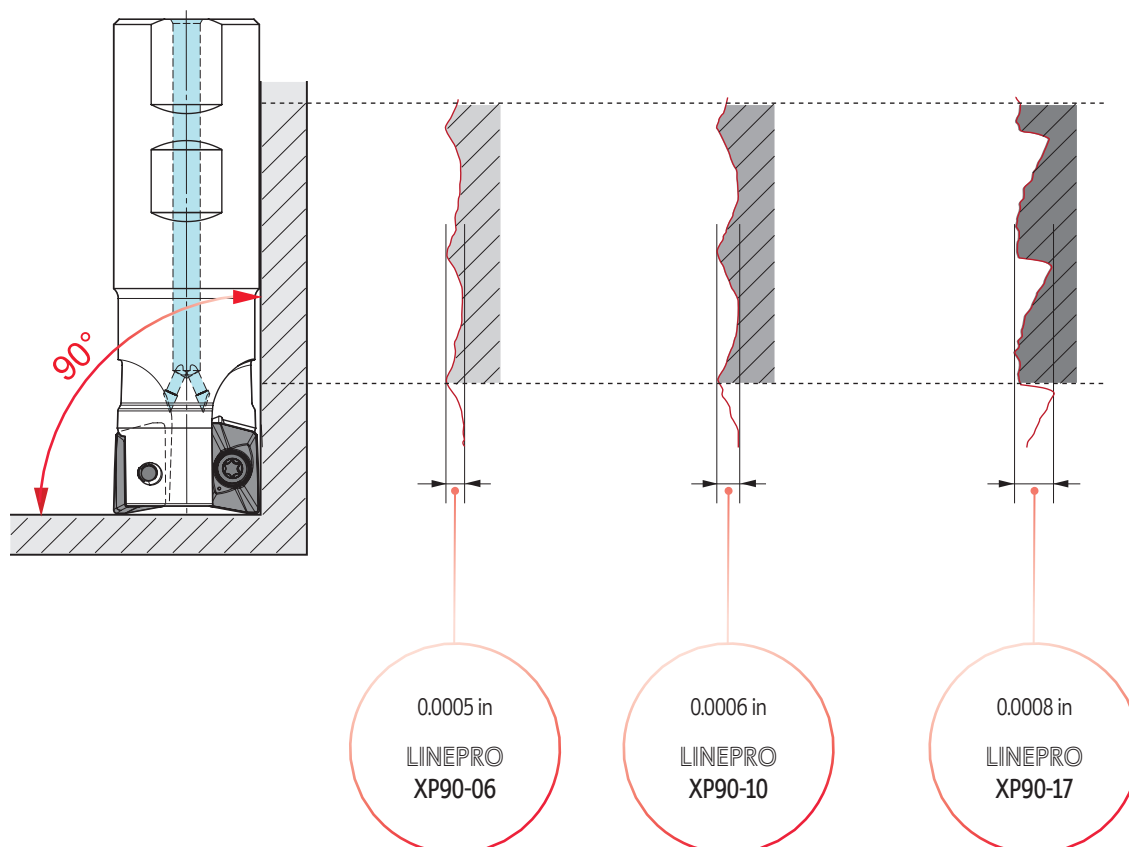 90°
0.0005 in
LINEPRO
XP90-06
0.0006 in
LINEPRO
XP90-10
0.0008 in
LINEPRO
XP90-17